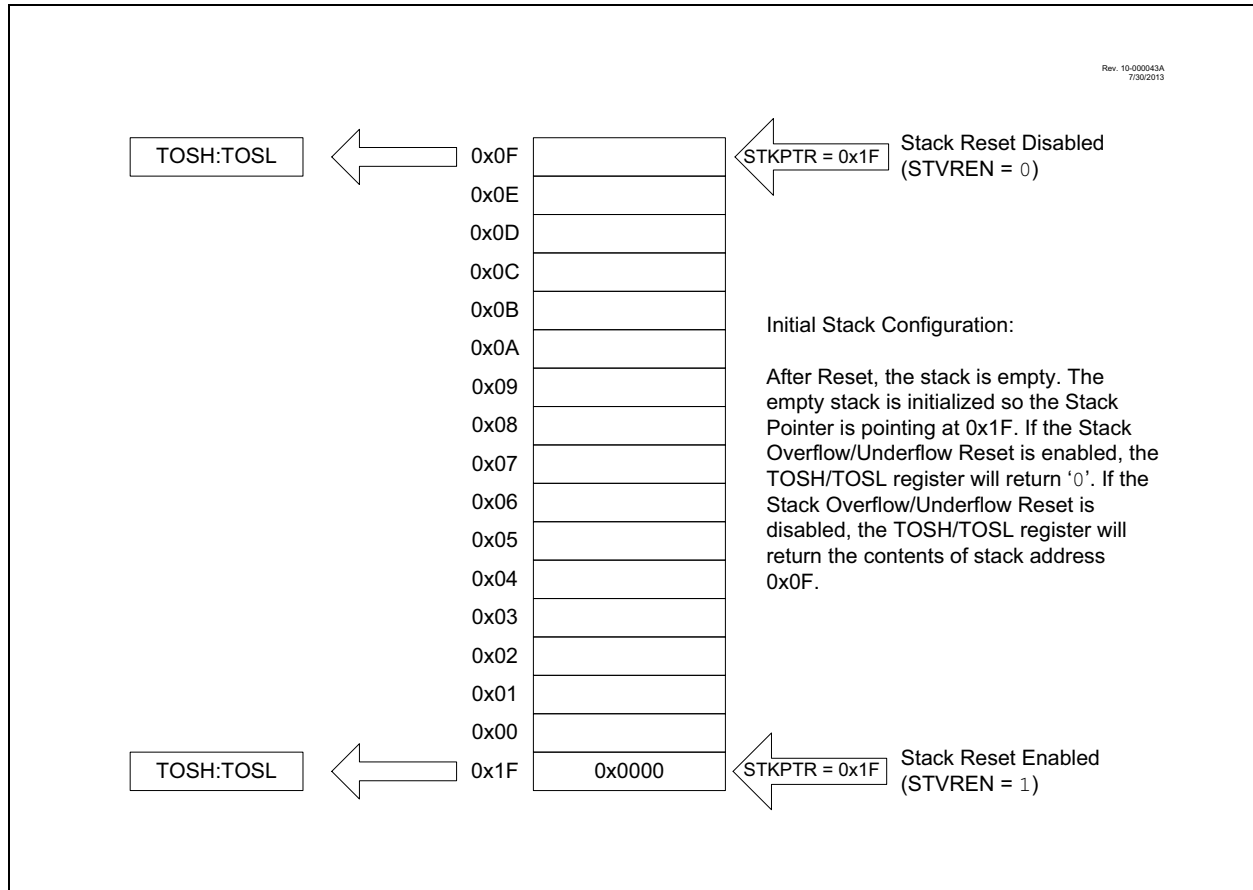 Rev. 10-000043A
7/30/2013
TOSH:TOSL
0x0F
STKPTR = 0x1F
Stack Reset Disabled
(STVREN = 0)
0x0E
0x0D
0x0C
0x0B
0x0A
0x09
0x08
0x07
0x06
0x05
0x04
0x03
0x02
0x01
0x00
Initial Stack Configuration:
After Reset, the stack is empty. The
empty stack is initialized so the Stack
Pointer is pointing at 0x1F. If the Stack
Overflow/Underflow Reset is enabled, the
TOSH/TOSL register will return ‘0’. If the
Stack Overflow/Underflow Reset is
disabled, the TOSH/TOSL register will
return the contents of stack address
0x0F.
TOSH:TOSL
0x1F
0x0000
STKPTR = 0x1F
Stack Reset Enabled
(STVREN = 1)